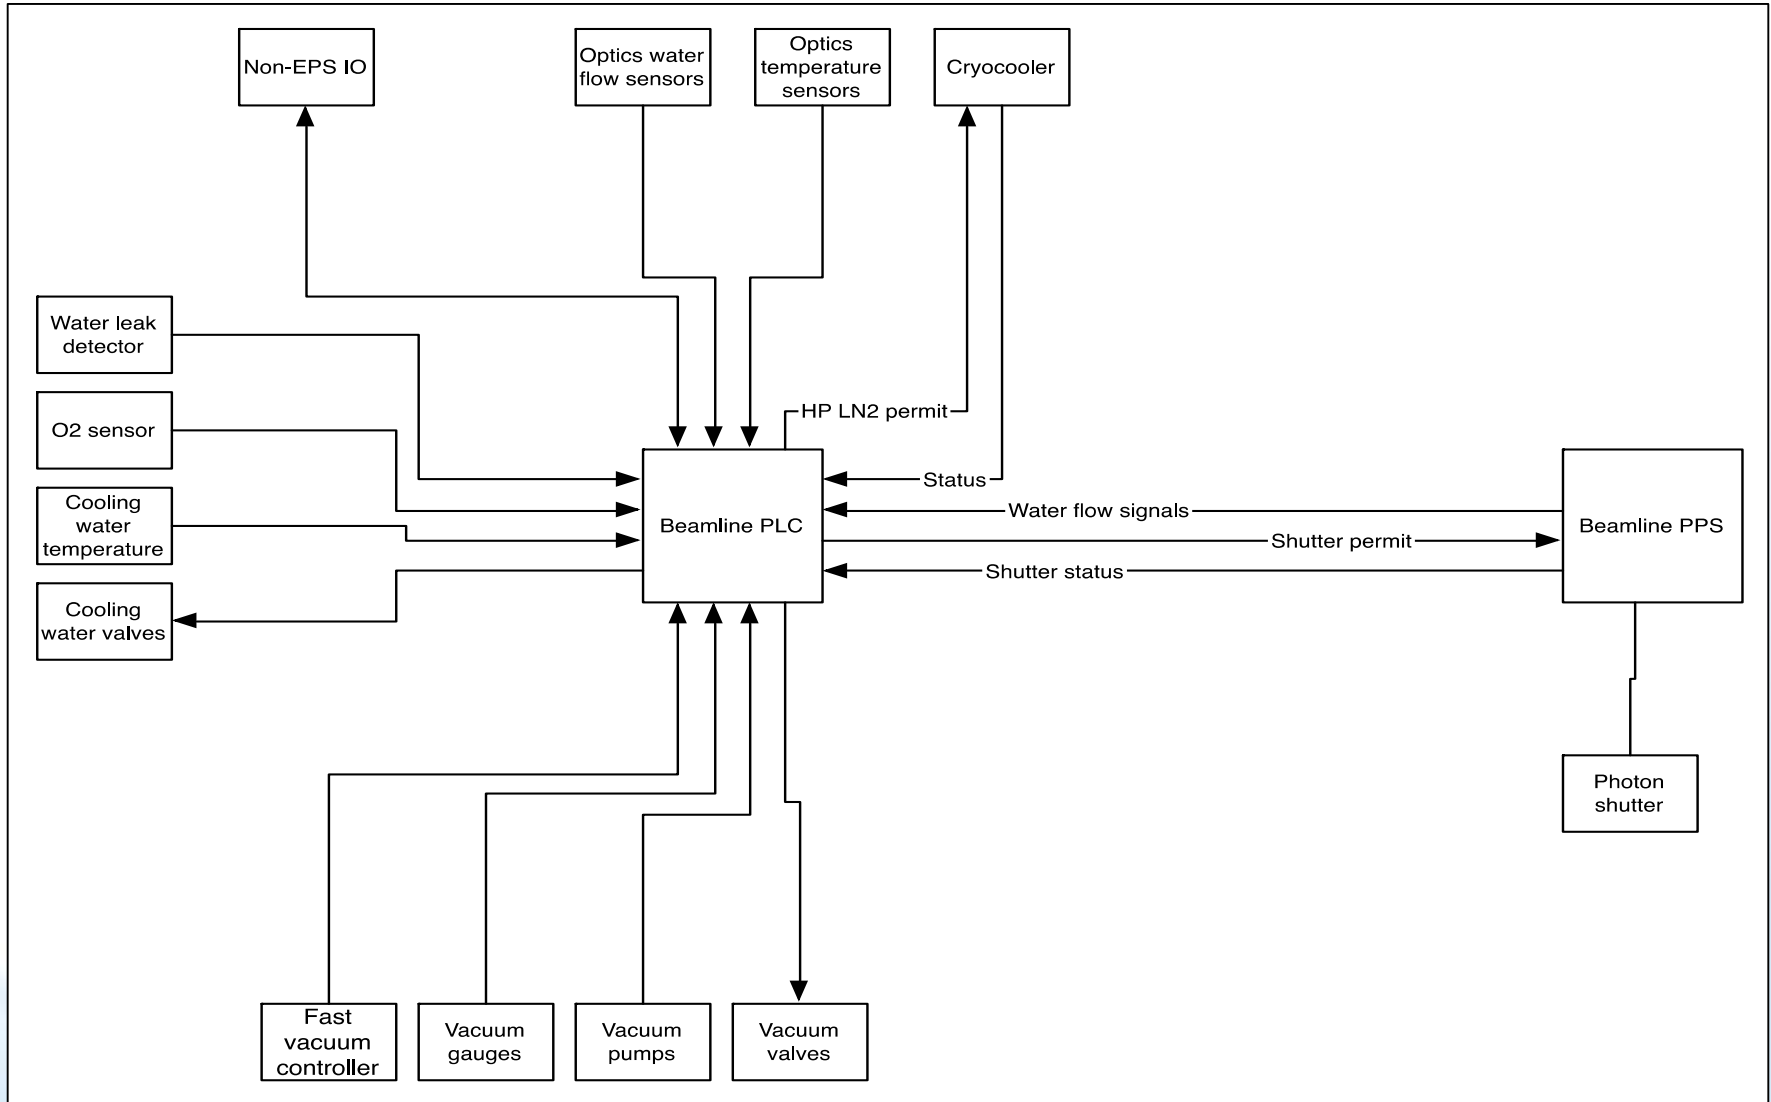 Non-EPS IO
Optics water
flow sensors
Optics
temperature
sensors
Cryocooler
Water leak
detector
O2 sensor
Cooling
water
temperature
Cooling
water valves
HP LN2 permit
Status
Beamline PLC
Water flow signals
Shutter permit
Shutter status
Beamline PPS
Photon
shutter
Fast
vacuum
controller
Vacuum
gauges
Vacuum
pumps
Vacuum
valves